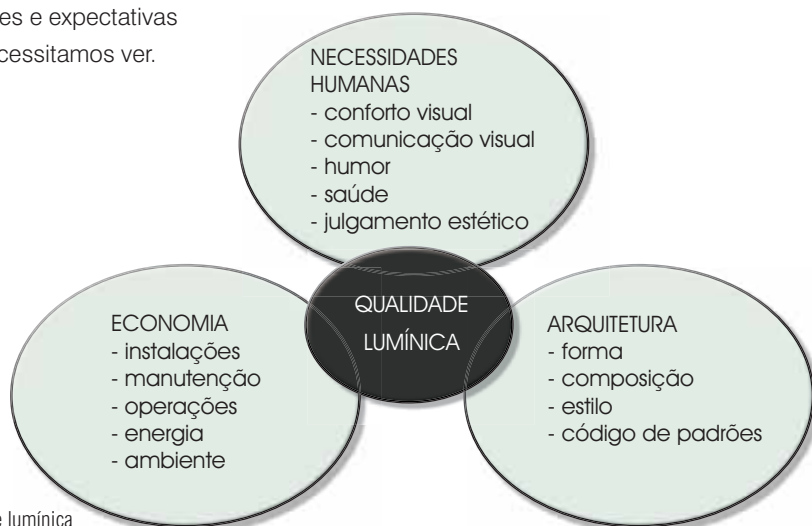 es e expectativas
cessitamos ver.
NECESSIDADES
HUMANAS
- conforto visual
- comunicação visual
- humor
- saúde
- julgamento estético
QUALIDADE
LUMÍNICA
ECONOMIA
- instalações
- manutenção
- operações
- energia
- ambiente
ARQUITETURA
- forma
- composição
- estilo
- código de padrões
e lumínica